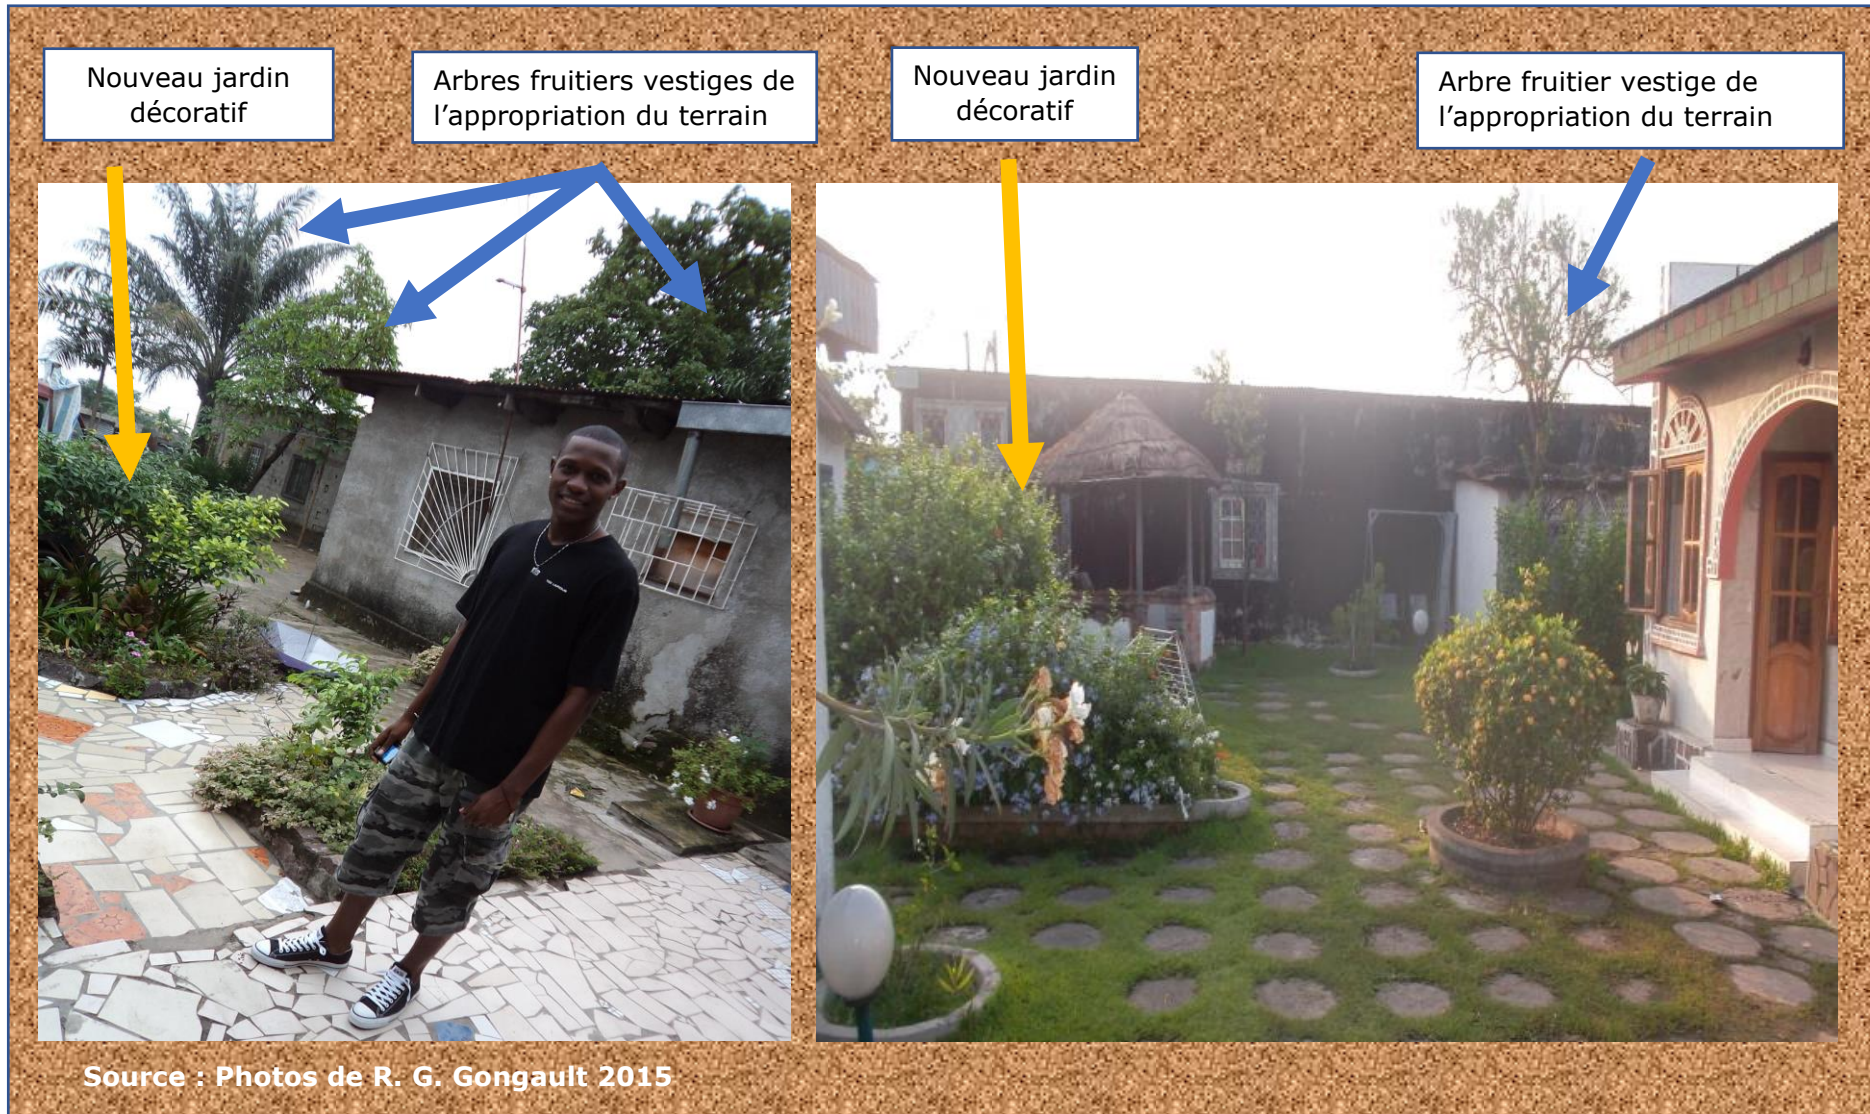 Nouveau jardin
décoratif
Arbres fruitiers vestiges de
l’appropriation du terrain
Nouveau jardin
décoratif
Arbre fruitier vestige de
l’appropriation du terrain
Source : Photos de R. G. Gongault 2015